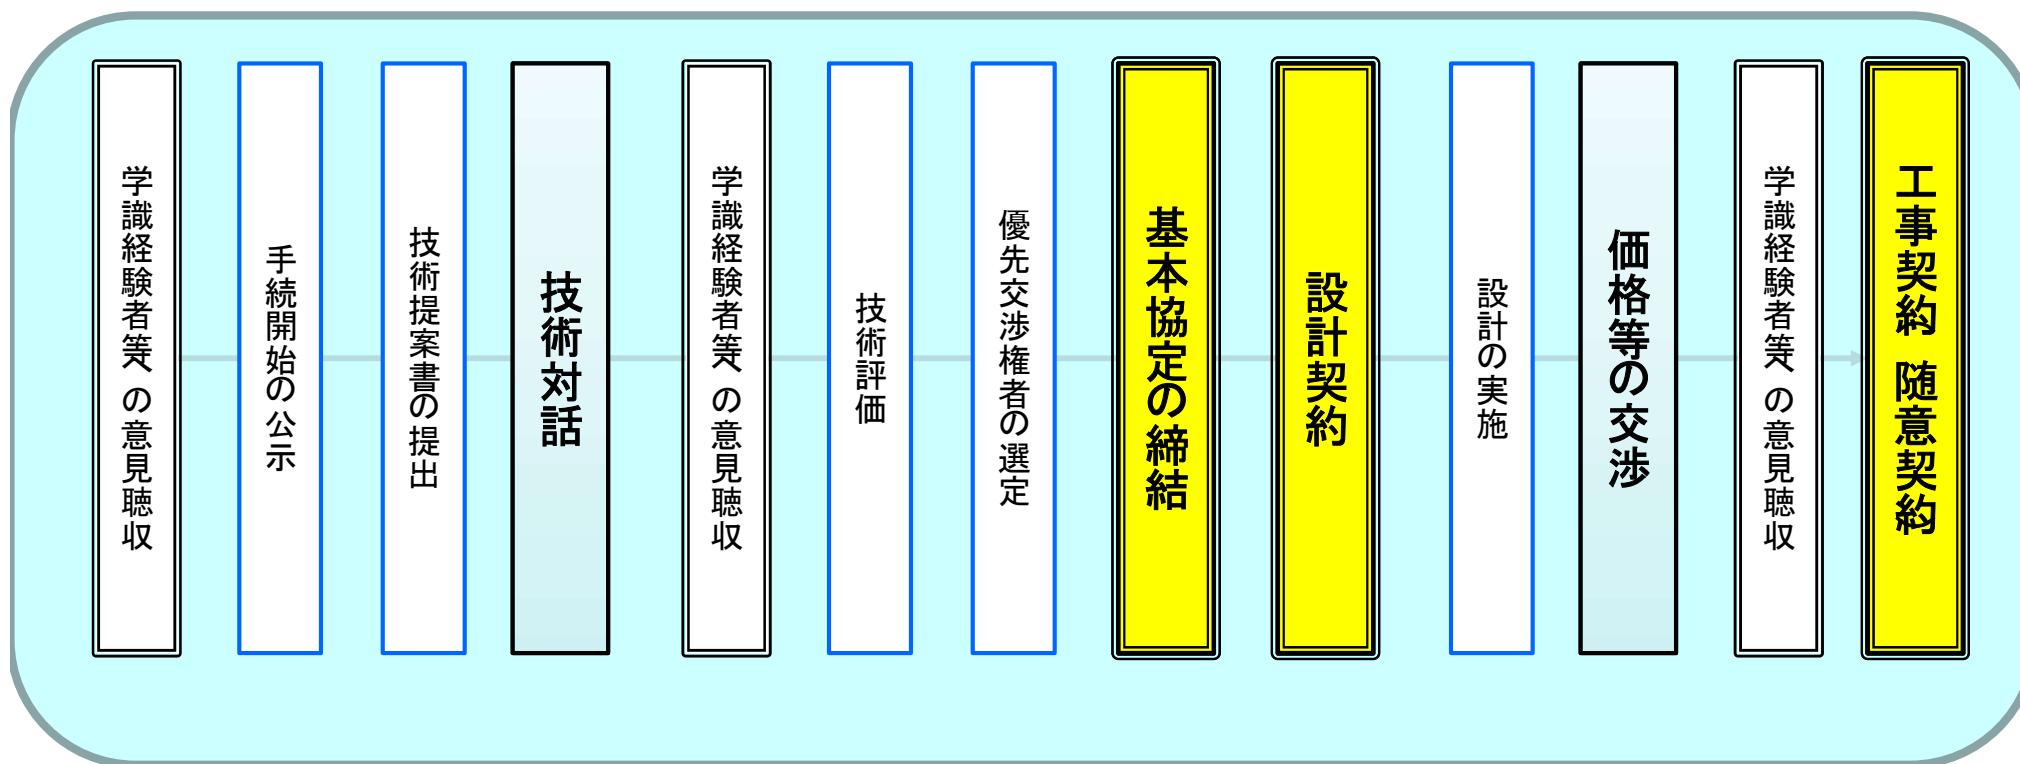 学識経験者等への意見聴収
手続開始の公示
技術提案書の提出
技術対話
学識経験者等への意見聴収
技術評価
優先交渉権者の選定
基本協定の締結
設計契約
設計の実施
価格等の交渉
学識経験者等への意見聴収
工事契約 随意契約